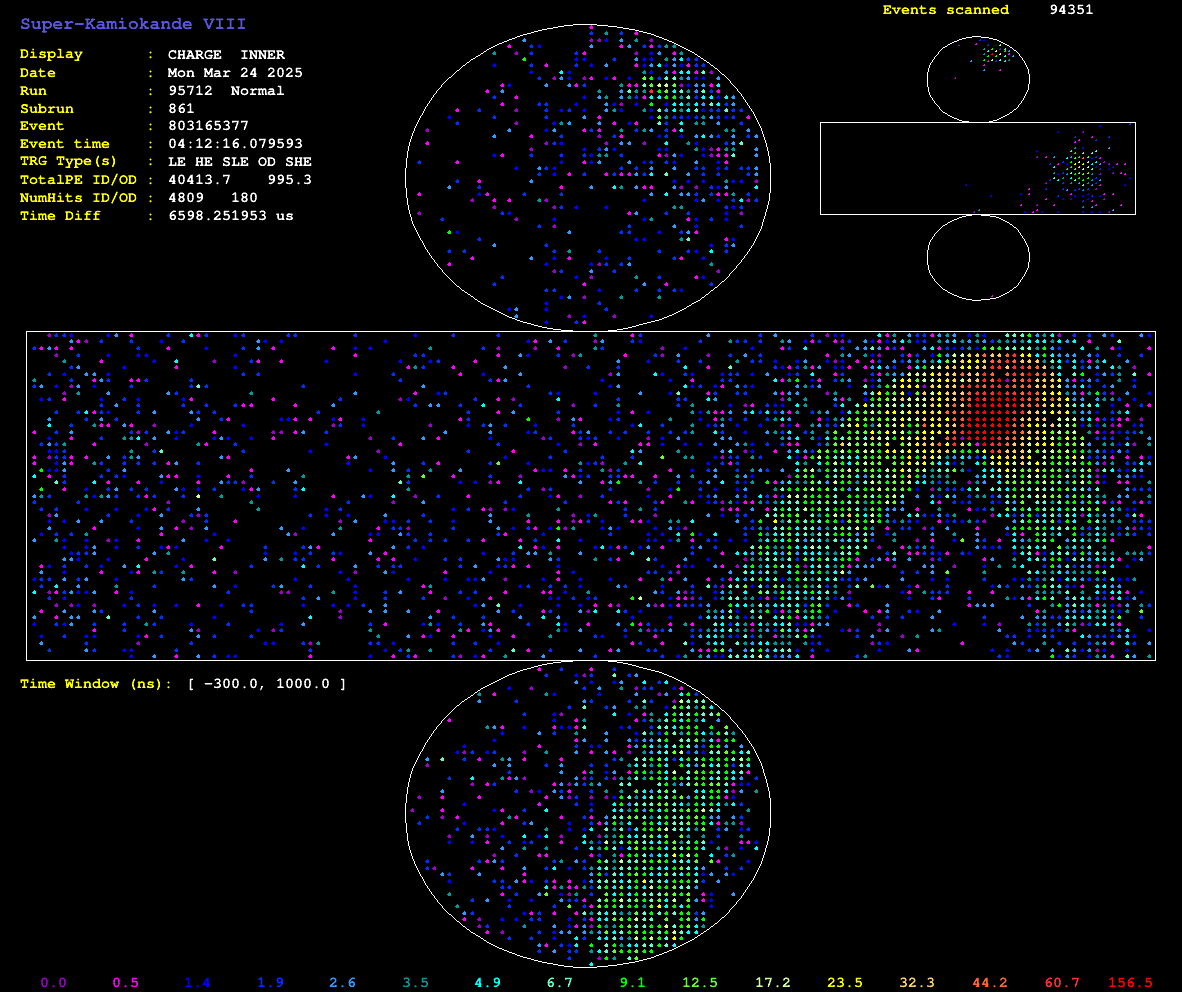 Super-Kamiokande VIII
Events scanned 94351
Display : CHARGE INNER
Date : Mon Mar 24 2025
Run : 95712 Normal
Subrun : 861
Event : 803165377
Event time : 04:12:16.079593
TRG Type(s) : LE HE SLE OD SHE
TotalPE ID/OD : 40413.7 995.3
NumHits ID/OD : 4809 180
Time Diff : 6598.251953 us
Time Window (ns): [ -300.0, 1000.0 ]
0.0 0.5 1.4 1.9 2.6 3.5 4.9 6.7 9.1 12.5 17.2 23.5 32.3 44.2 60.7 156.5